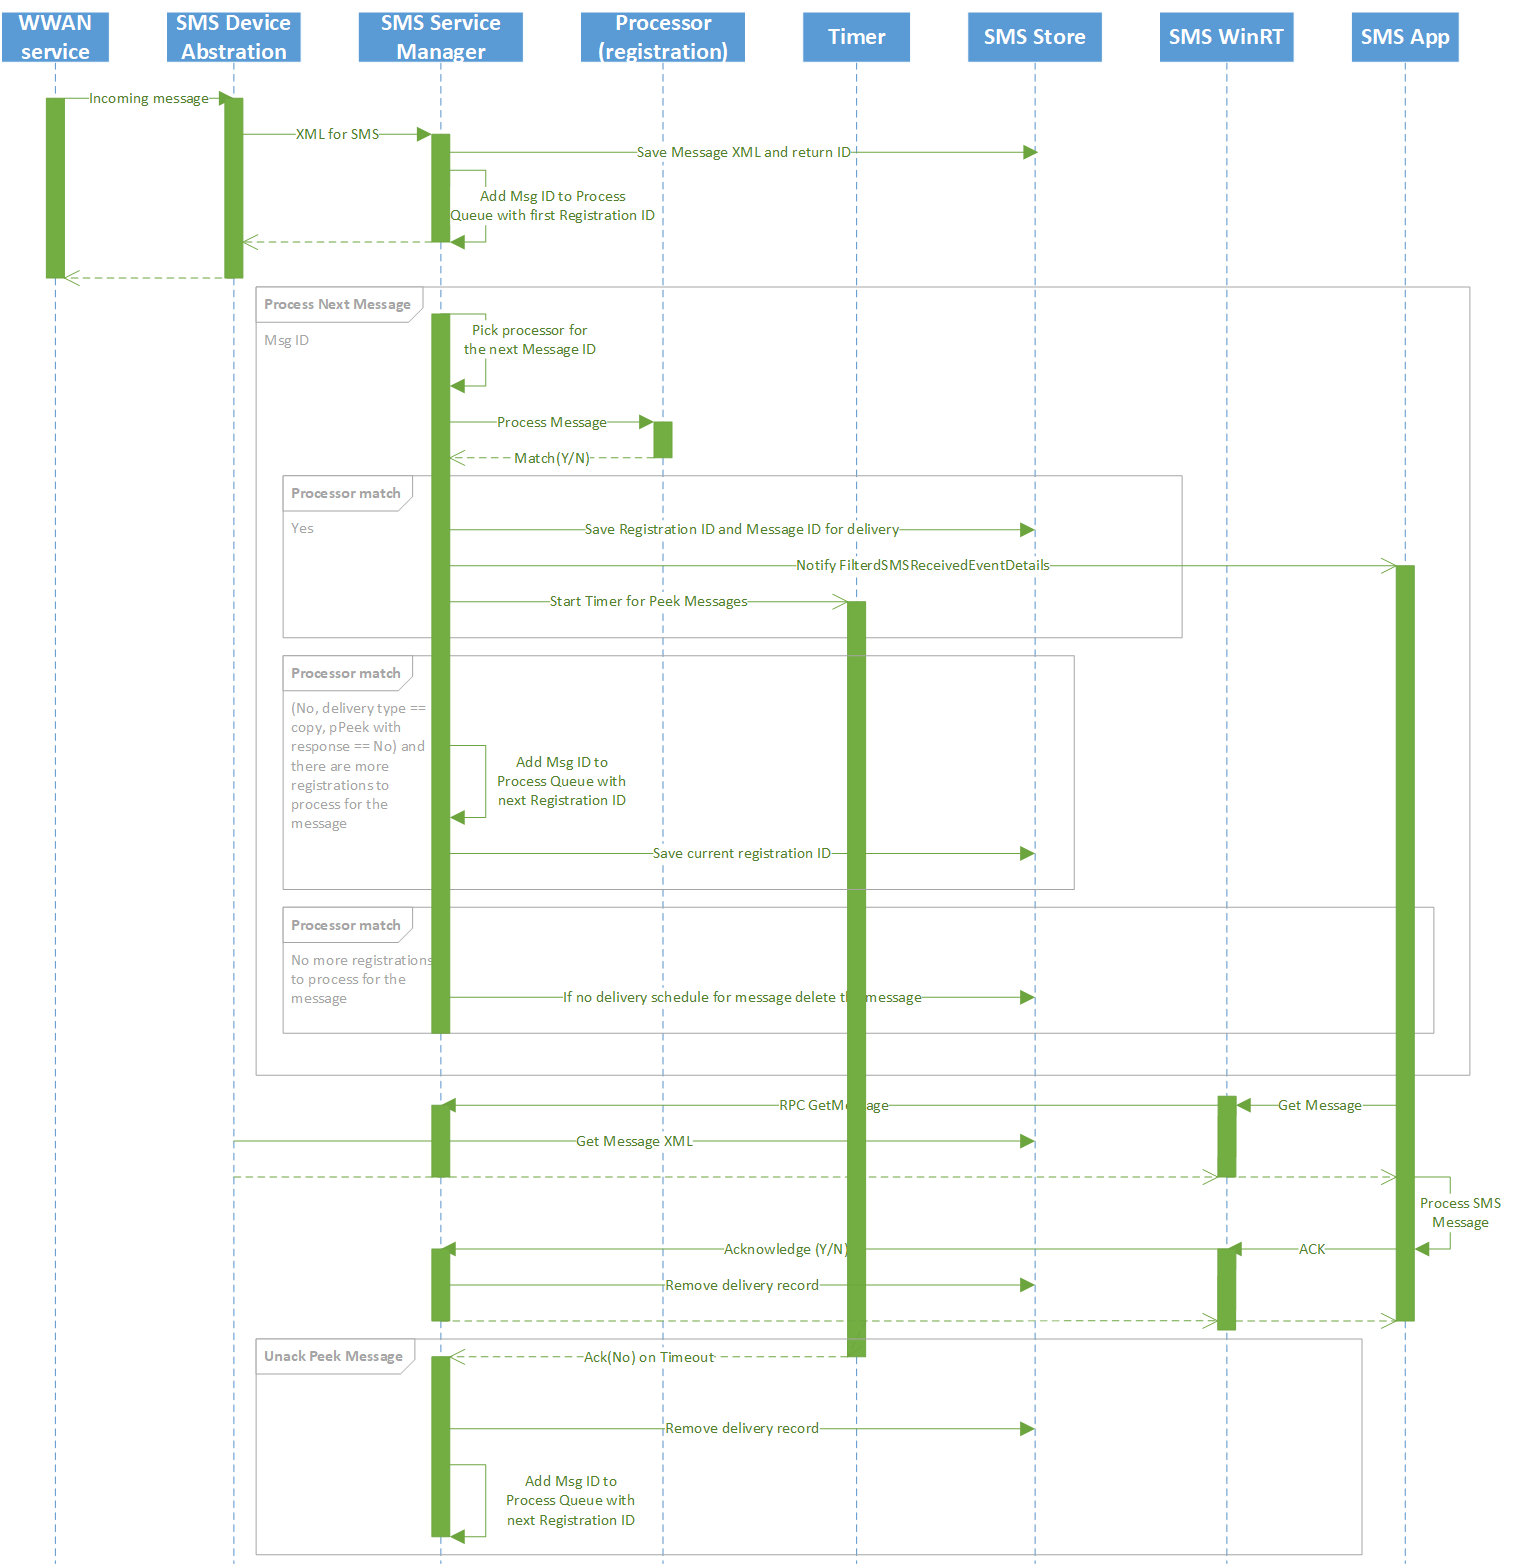 WWAN
service
SMS Device
Abstration
SMS Service
Manager
Processor
(registration)
Timer
SMS Store
SMS WinRT
SMS App
Incoming message
XML for SMS
Save Message XML and return ID
Add Msg ID to Process
Queue with first Registration ID
Process Next Message
Msg ID
Pick processor for
the next Message ID
Process Message
Match(Y/N)
Processor match
Yes
Save Registration ID and Message ID for delivery
Notify FilterdSMSReceivedEventDetails
Start Timer for Peek Messages
Processor match
(No, delivery type ==
copy, pPeek with
response == No) and
there are more
registrations to
process for the
message
Add Msg ID to
Process Queue with
next Registration ID
Save current registration ID
Processor match
No more registrations
to process for the
message
If no delivery schedule for message delete the message
RPC GetMessage
Get Message
Get Message XML
Process SMS
Message
Acknowledge (Y/N)
ACK
Remove delivery record
Unack Peek Message
Ack(No) on Timeout
Remove delivery record
Add Msg ID to
Process Queue with
next Registration ID